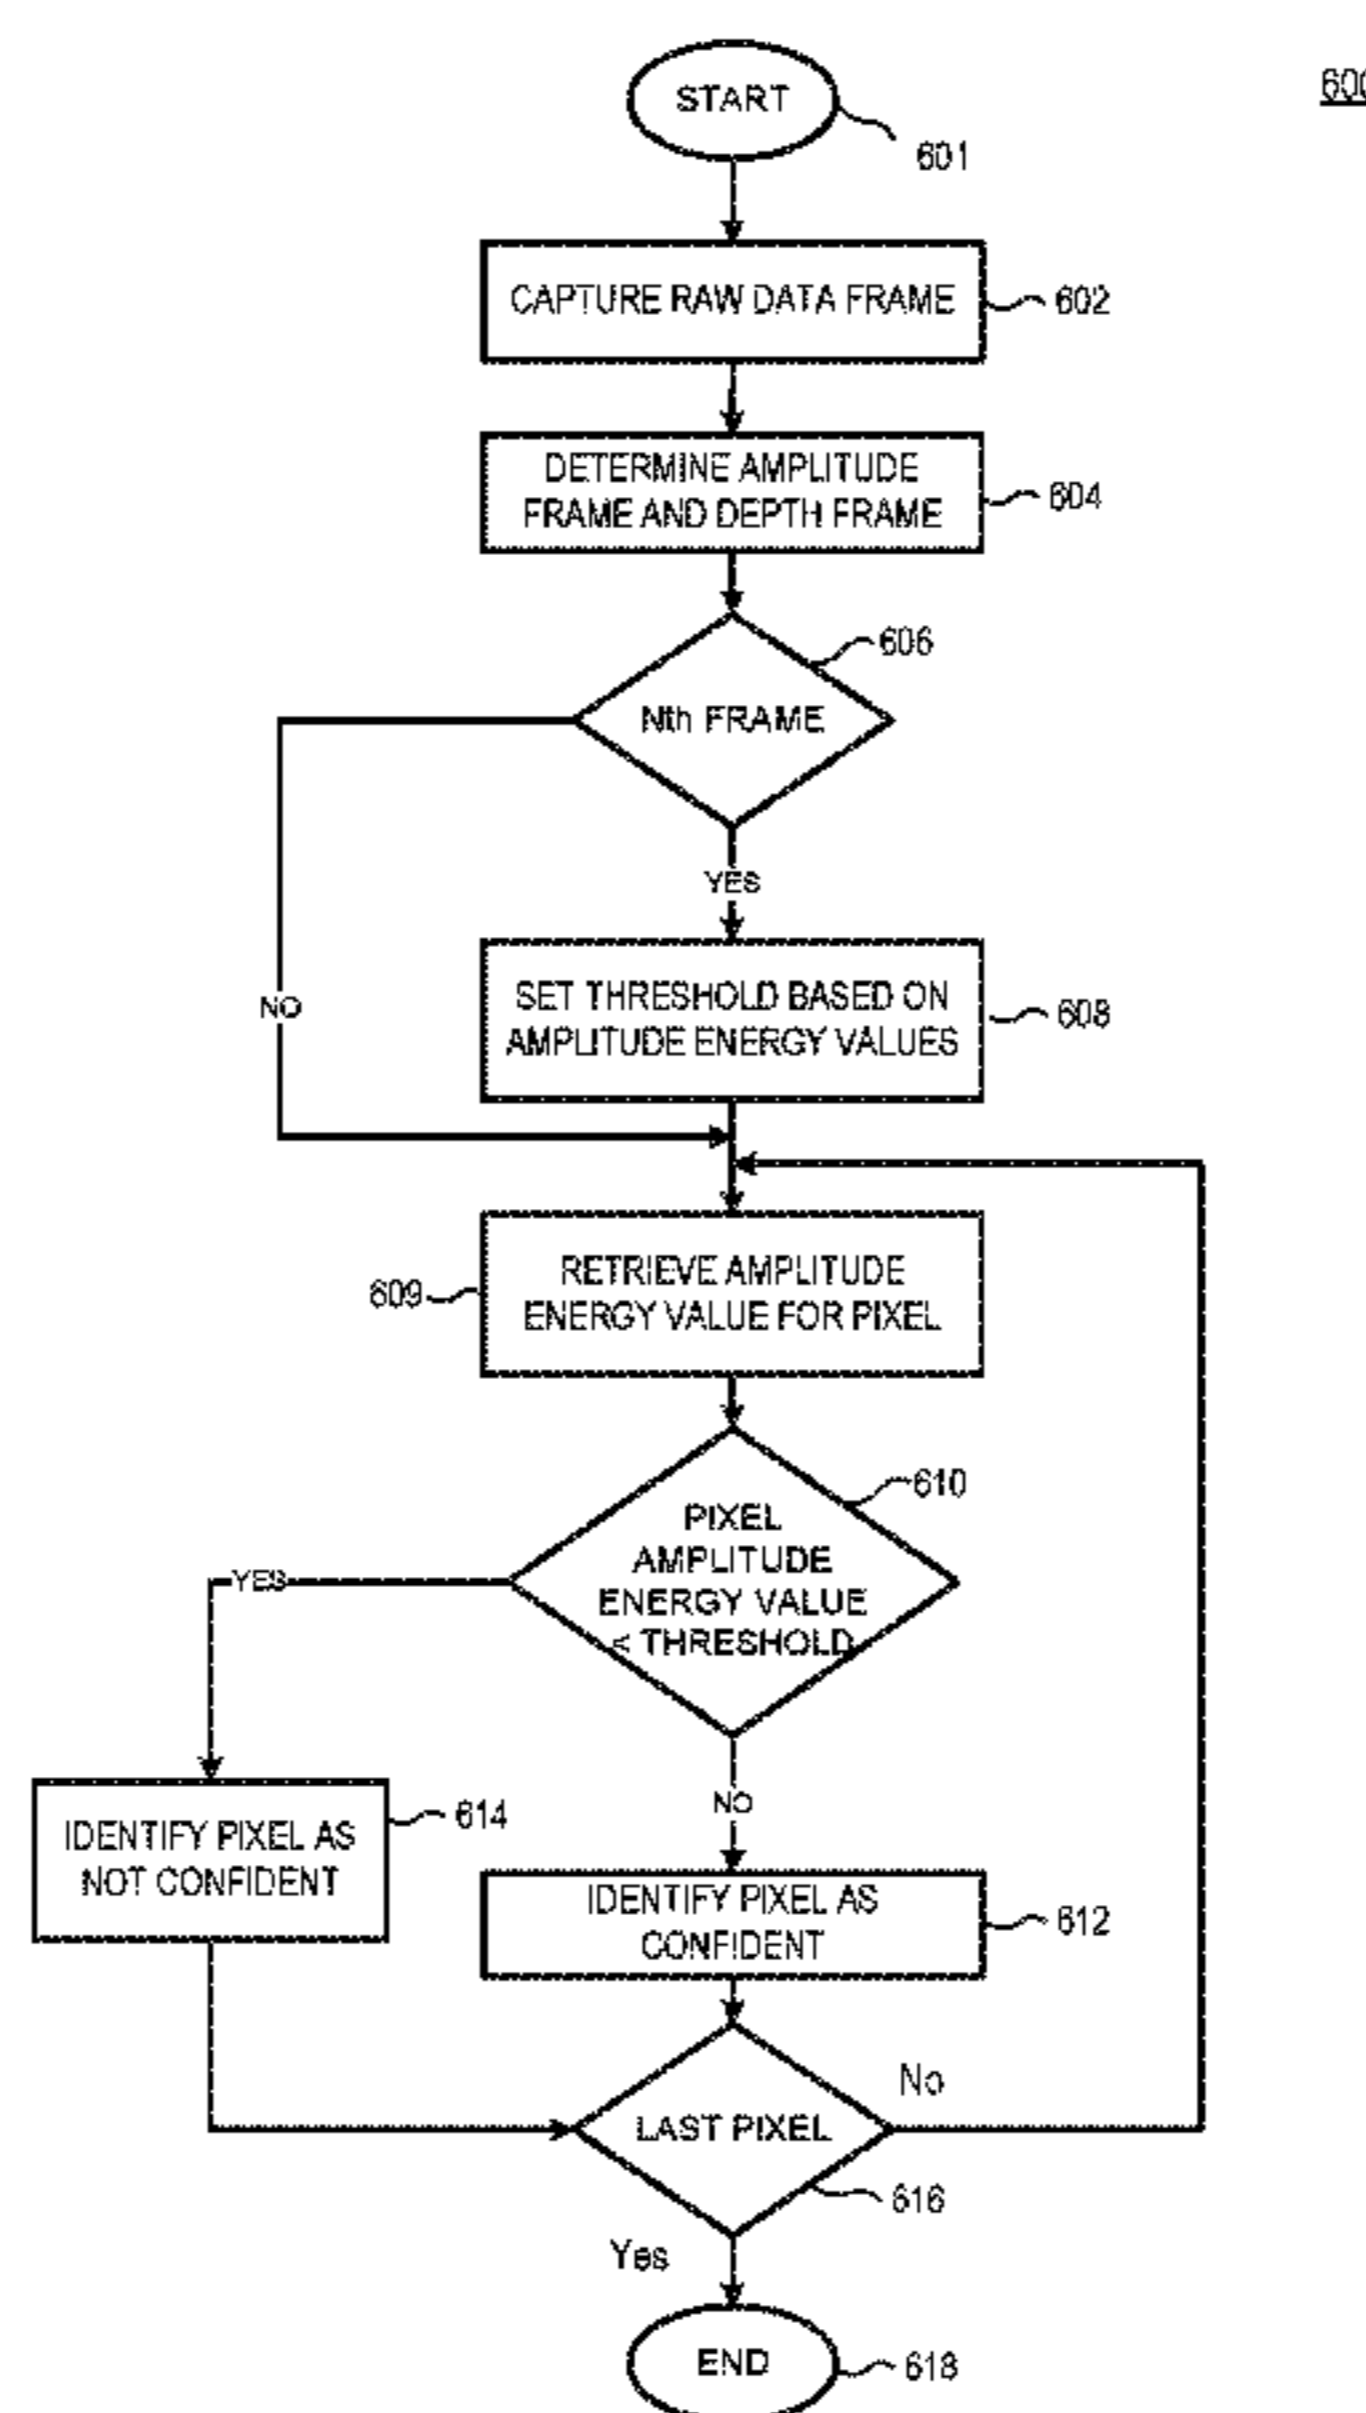 START
600
601
CAPTURE RAW DATA FRAME
602
DETERMINE AMPLITUDE
FRAME AND DEPTH FRAME
604
606
Nth FRAME
YES
NO
SET THRESHOLD BASED ON
AMPLITUDE ENERGY VALUES
608
609
RETRIEVE AMPLITUDE
ENERGY VALUE FOR PIXEL
610
PIXEL
AMPLITUDE
ENERGY VALUE
< THRESHOLD
YES
NO
IDENTIFY PIXEL AS
NOT CONFIDENT
614
IDENTIFY PIXEL AS
CONFIDENT
612
No
LAST PIXEL
616
Yes
END
618